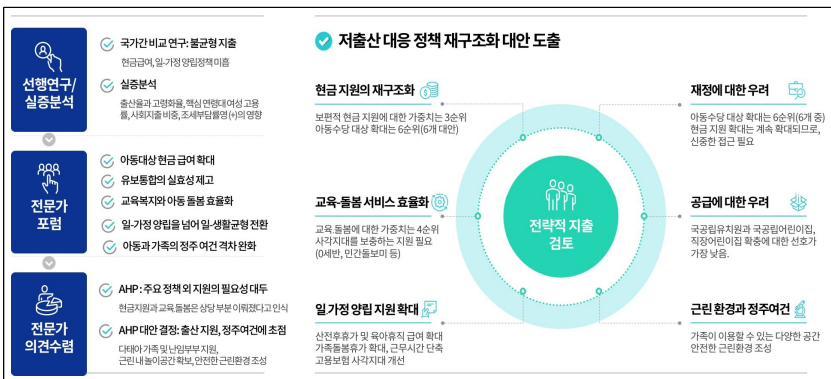 선행연구/
실증분석
국가간 비교 연구: 불균형 지출
현금급여, 일-가정 양립정책 미흡
실증분석
출산율과 고령화율, 핵심 연령대 여성 고용
률, 사회지출 비중, 조세부담률영 (+)의 영향
전문가
포럼
아동대상 현금 급여 확대
유보통합의 실효성 제고
교육복지와 아동 돌봄 효율화
일-가정 양립을 넘어 일-생활균형 전환
아동과 가족의 정주 여건 격차 완화
전문가
의견수렴
AHP : 주요 정책 외 지원의 필요성 대두
현금지원과 교육.돌봄은 상당 부분 이뤄졌다고 인식
AHP 대안 결정: 출산 지원, 정주여건에 초점
다태아 가족 및 난임부부 지원,
근린 내 놀이공간 확보, 안전한 근린환경 조성
저출산 대응 정책 재구조화 대안 도출
현금 지원의 재구조화
보편적 현금 지원에 대한 가중치는 3순위
아동수당 대상 확대는 6순위(6개 대안)
교육-돌봄 서비스 효율화
교육.돌봄에 대한 가중치는 4순위
사각지대를 보충하는 지원 필요
(0세반, 민간돌보미 등)
일 가정 양립 지원 확대
산전후휴가 및 육아휴직 급여 확대
가족돌봄휴가 확대, 근무시간 단축
고용보험 사각지대 개선
전략적 지출
검토
재정에 대한 우려
아동수당 대상 확대는 6순위(6개 중)
현금 지원 확대는 계속 확대되므로,
신중한 접근 필요
공급에 대한 우려
국공립유치원과 국공립어린이집,
직장어린이집 확충에 대한 선호가
가장 낮음.
근린 환경과 정주여건
가족이 이용할 수 있는 다양한 공간
안전한 근린환경 조성